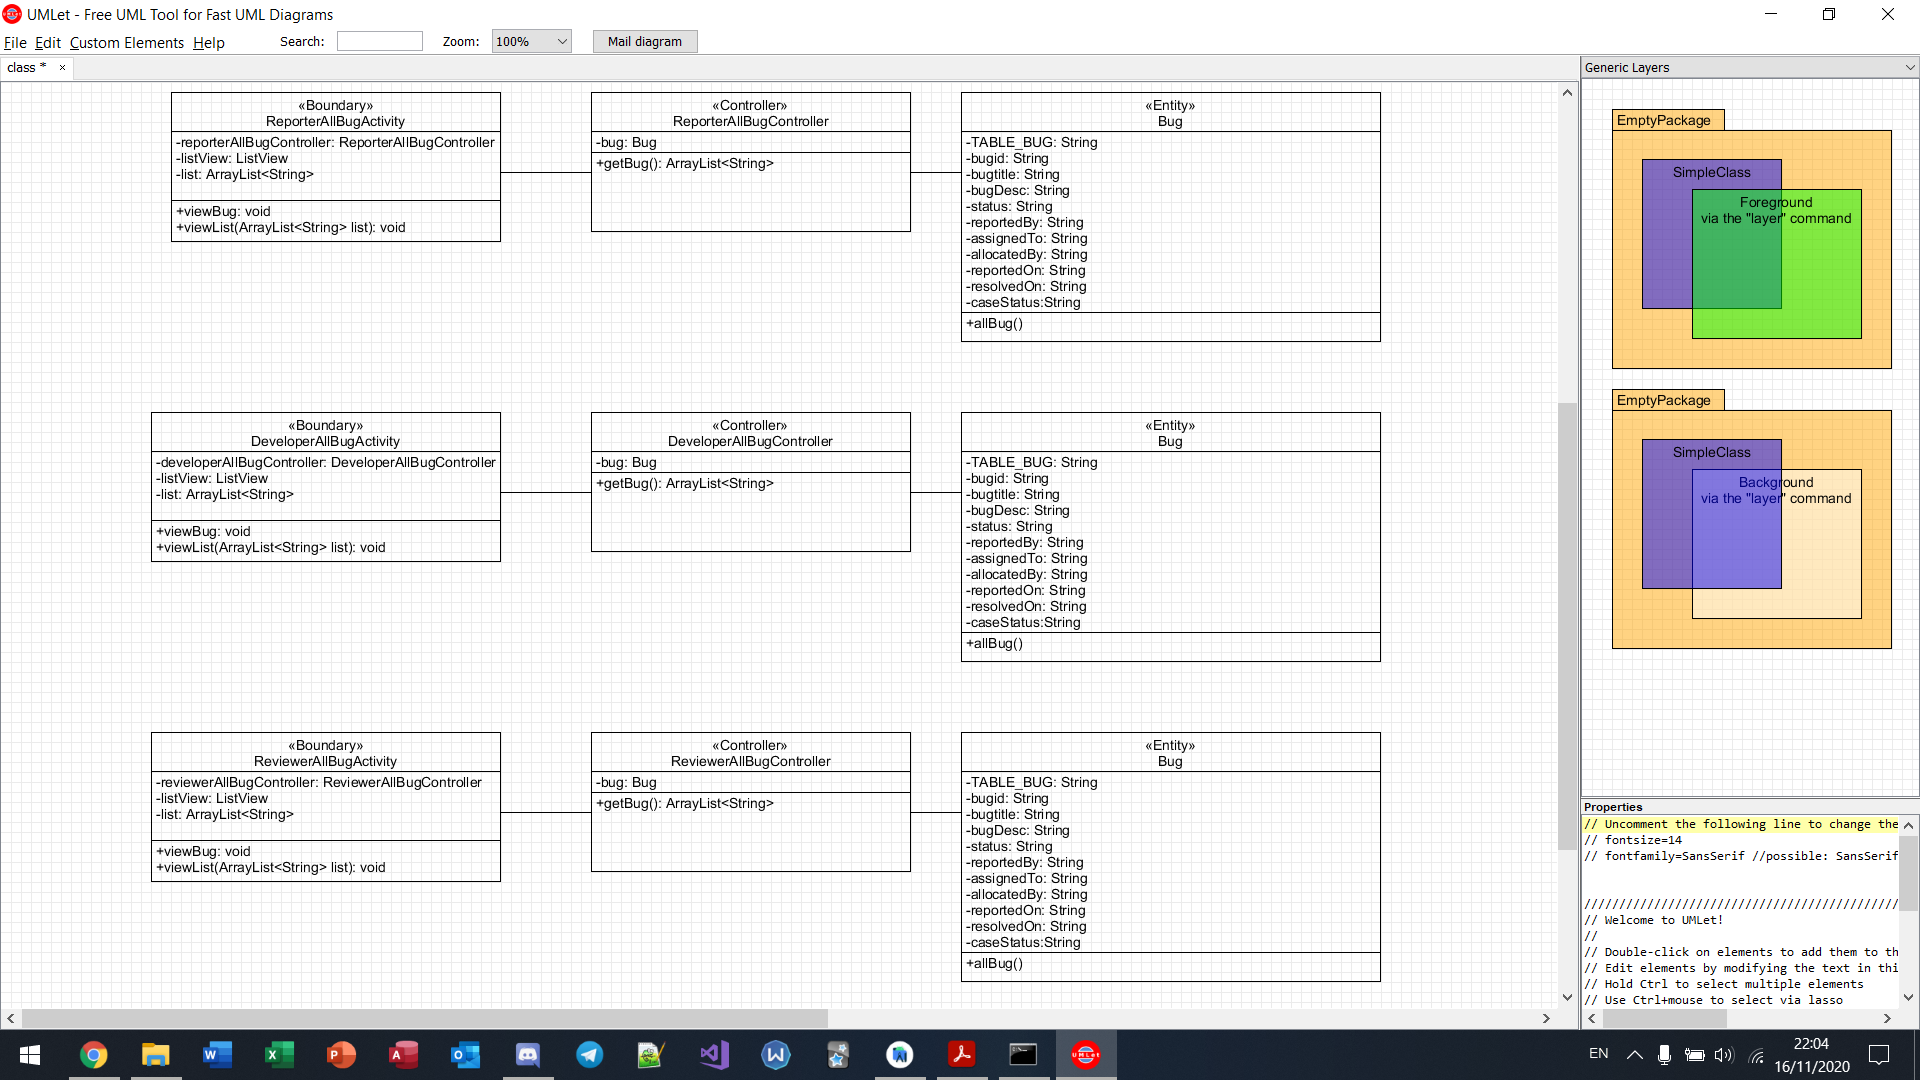 UMLet - Free UML Tool for Fast UML Diagrams
File Edit Custom Elements Help Search: Zoom: 100% Mail diagram
class *
«Boundary»
ReporterAllBugActivity
-reporterAllBugController: ReporterAllBugController
-listView: ListView
-list: ArrayList<String>
+viewBug: void
+viewList(ArrayList<String> list): void
«Controller»
ReporterAllBugController
-bug: Bug
+getBug(): ArrayList<String>
«Entity»
Bug
-TABLE_BUG: String
-bugid: String
-bugtitle: String
-bugDesc: String
-status: String
-reportedBy: String
-assignedTo: String
-allocatedBy: String
-reportedOn: String
-resolvedOn: String
-caseStatus:String
+allBug()
«Boundary»
DeveloperAllBugActivity
-developerAllBugController: DeveloperAllBugController
-listView: ListView
-list: ArrayList<String>
+viewBug: void
+viewList(ArrayList<String> list): void
«Controller»
DeveloperAllBugController
-bug: Bug
+getBug(): ArrayList<String>
«Entity»
Bug
-TABLE_BUG: String
-bugid: String
-bugtitle: String
-bugDesc: String
-status: String
-reportedBy: String
-assignedTo: String
-allocatedBy: String
-reportedOn: String
-resolvedOn: String
-caseStatus:String
+allBug()
«Boundary»
ReviewerAllBugActivity
-reviewerAllBugController: ReviewerAllBugController
-listView: ListView
-list: ArrayList<String>
+viewBug: void
+viewList(ArrayList<String> list): void
«Controller»
ReviewerAllBugController
-bug: Bug
+getBug(): ArrayList<String>
«Entity»
Bug
-TABLE_BUG: String
-bugid: String
-bugtitle: String
-bugDesc: String
-status: String
-reportedBy: String
-assignedTo: String
-allocatedBy: String
-reportedOn: String
-resolvedOn: String
-caseStatus:String
+allBug()
Generic Layers
EmptyPackage
SimpleClass
Foreground
via the "layer" command
EmptyPackage
SimpleClass
Background
via the "layer" command
Properties
// Uncomment the following line to change the
// fontsize=14
// fontfamily=SansSerif //possible: SansSerif
/////////////////////////////////////////////
// Welcome to UMLet!
//
// Double-click on elements to add them to th
// Edit elements by modifying the text in thi
// Hold Ctrl to select multiple elements
// Use Ctrl+mouse to select via lasso
EN
22:04
16/11/2020